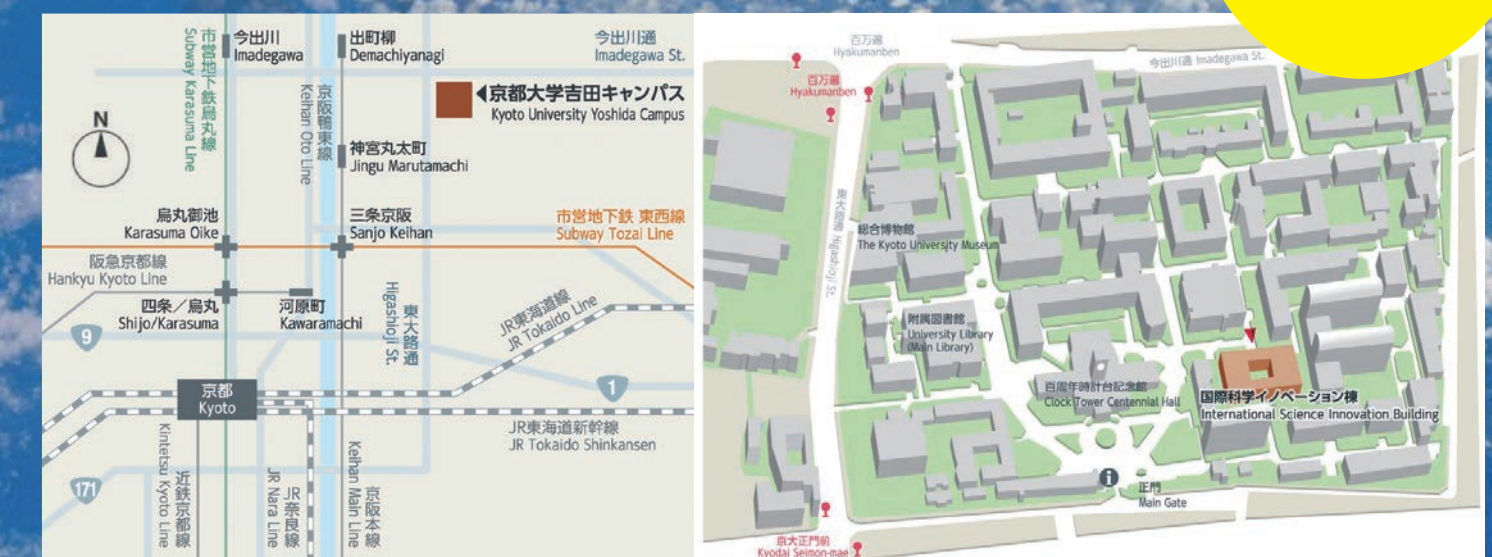 今出川
Imadegawa
出町柳
Demachiyanagi
今出川通
Imadegawa St.
市営地下鉄烏丸線
Subway Karasuma Line
京阪鴨東線
Keihan Oto Line
◀京都大学吉田キャンパス
Kyoto University Yoshida Campus
N
神宮丸太町
Jingu Marutamachi
烏丸御池
Karasuma Oike
三条京阪
Sanjo Keihan
市営地下鉄 東西線
Subway Tozai Line
阪急京都線
Hankyu Kyoto Line
四条/烏丸
Shijo/Karasuma
河原町
Kawaramachi
東大路通
Higashioji St.
JR東海道線
JR Tokaido Line
9
1
京都
Kyoto
JR東海道新幹線
JR Tokaido Shinkansen
171
近鉄京都線
Kintetsu Kyoto Line
JR奈良線
JR Nara Line
京阪本線
Keihan Main Line
百万遍
Hyakumanben
百万遍
Hyakumanben
今出川通 Imadegawa St.
東大路通 Higashioji St.
総合博物館
The Kyoto University Museum
附属図書館
University Library
(Main Library)
百周年時計台記念館
Clock Tower Centennial Hall
国際科学イノベーション棟
International Science Innovation Building
i
正門
Main Gate
京大正門前
Kyodai Seimon-mae